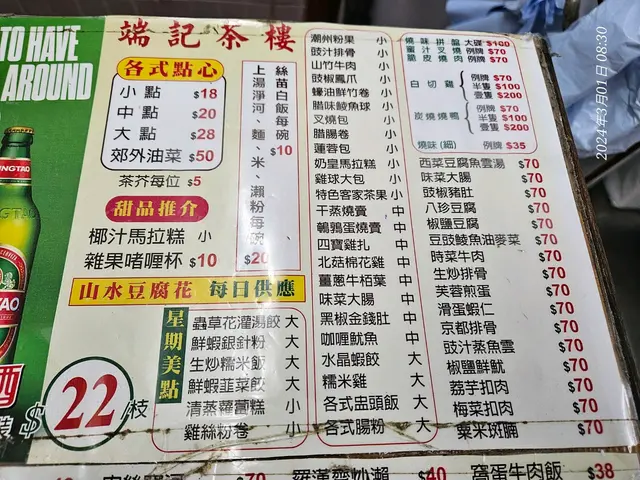 TO HAVE
AROUND
TSINGTAO
端記茶樓
各式點心
小點 $18
中點 $20
大點 $28
郊外油菜 $50
茶芥每位 $5
甜品推介
椰汁馬拉糕 小
雜果啫喱杯 $10
絲苗白飯每碗 $10
上湯淨河、麵、米、瀨粉每碗 $20
山水豆腐花 每日供應
星期美點
蟲草花灌湯餃 大
鮮蝦銀針粉 大
生炒糯米飯 大
鮮蝦韮菜餃 大
清蒸蘿蔔糕 小
雞絲粉卷 小
$22/枝
潮州粉果 小
豉汁排骨 小
山竹牛肉 小
豉椒鳳爪 小
蠔油鮮竹卷 小
腊味鯪魚球 小
叉燒包 小
腊腸卷 小
蓮蓉包 小
奶皇馬拉糕 小
雞球大包 小
特色客家茶果 小
干蒸燒賣 中
鵪鶉蛋燒賣 中
四寶雞扎 中
北菇棉花雞 中
薑蔥牛栢葉 中
味菜大腸 中
黑椒金錢肚 中
咖喱魷魚 中
水晶蝦餃 大
糯米雞 大
各式盅頭飯 大
各式腸粉 大
燒味拼盤 大碟 $100
蜜汁叉燒 例牌 $70
脆皮燒肉 例牌 $70
白切雞
例牌 $70
半隻 $100
壹隻 $200
炭燒燒鴨
例牌 $70
半隻 $100
壹隻 $200
燒味(細) 例牌 $35
西菜豆腐魚雲湯 $70
味菜大腸 $70
豉椒豬肚 $70
八珍豆腐 $70
椒鹽豆腐 $70
豆豉鯪魚油麥菜 $70
時菜牛肉 $70
生炒排骨 $70
芙蓉煎蛋 $70
滑蛋蝦仁 $70
京都排骨 $70
豉汁蒸魚雲 $70
椒鹽鮮魷 $70
荔芋扣肉 $70
梅菜扣肉 $70
粟米斑腩 $70
$70
羅漢齋炒瀨 $40
窩蛋牛肉飯 $38
2024年3月01日 08:30